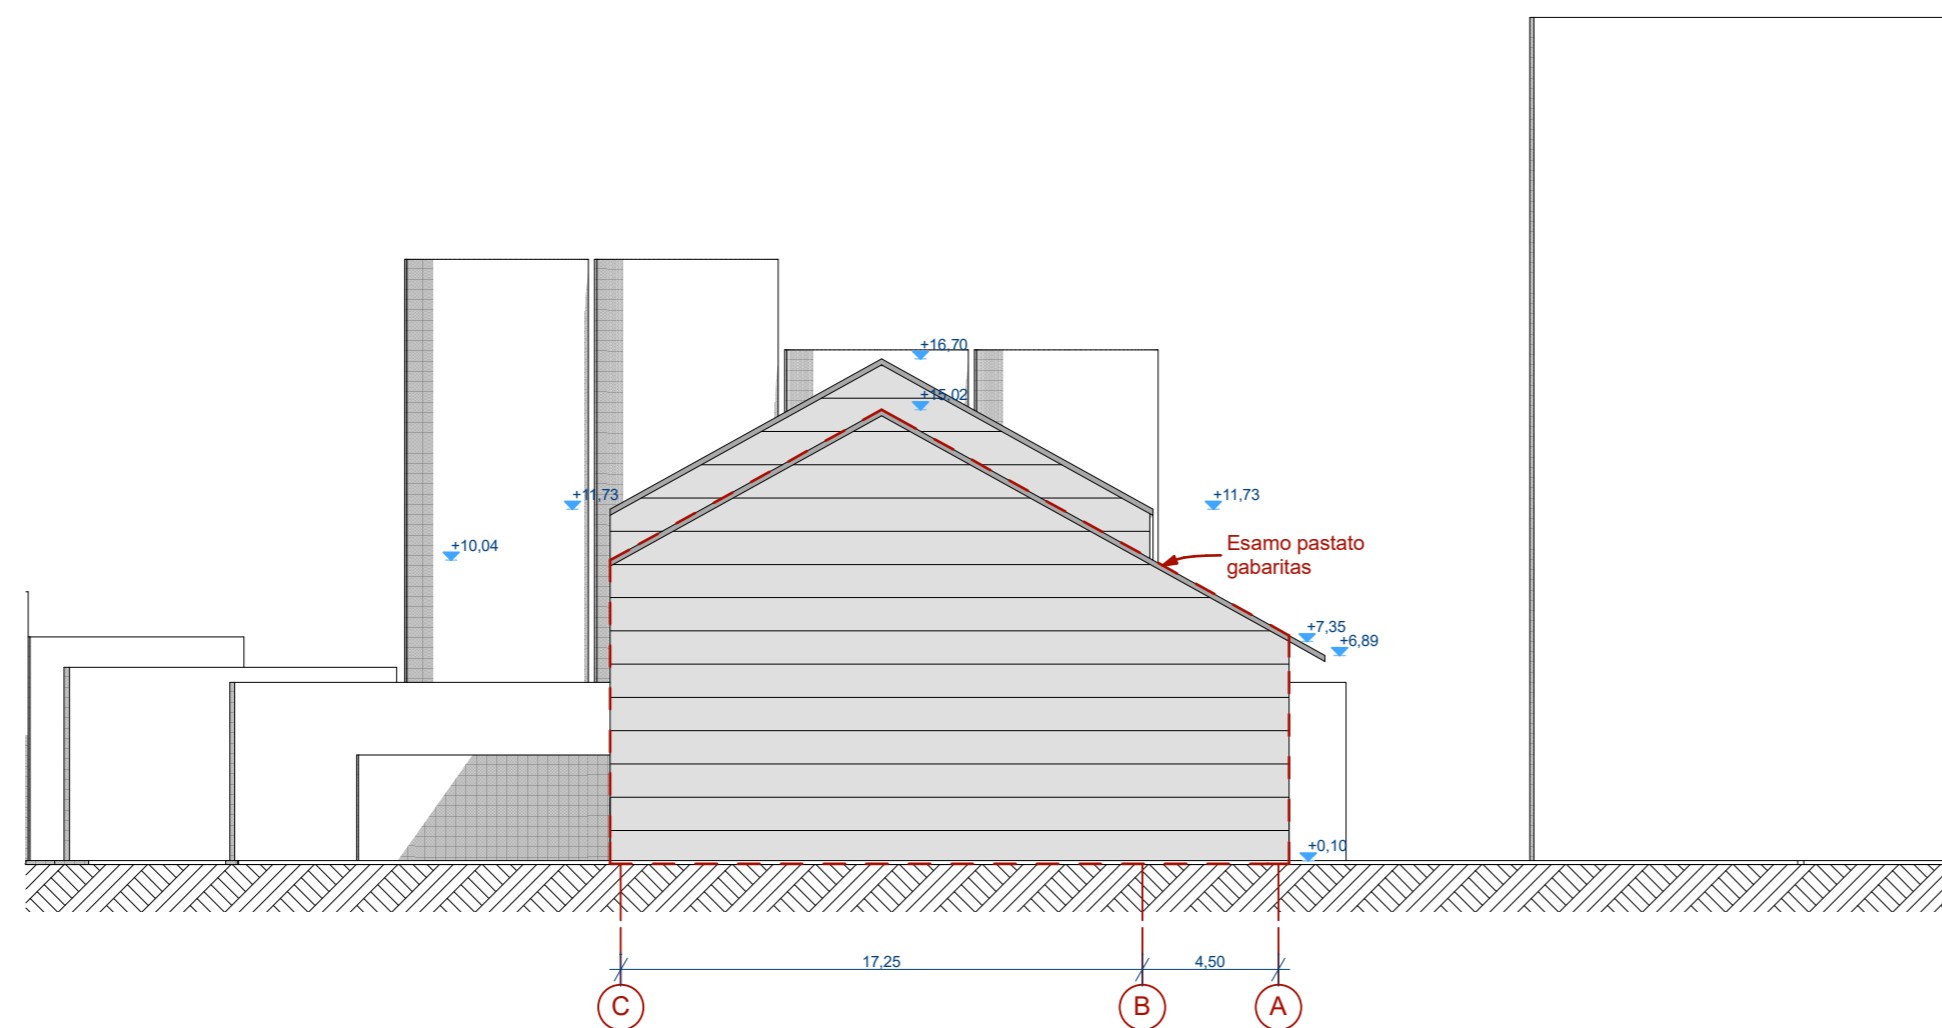 +16,70
+15,02
+11,73
+11,73
+10,04
Esamo pastato
gabaritas
+7,35
+6,89
+0,10
17,25
4,50
C
B
A